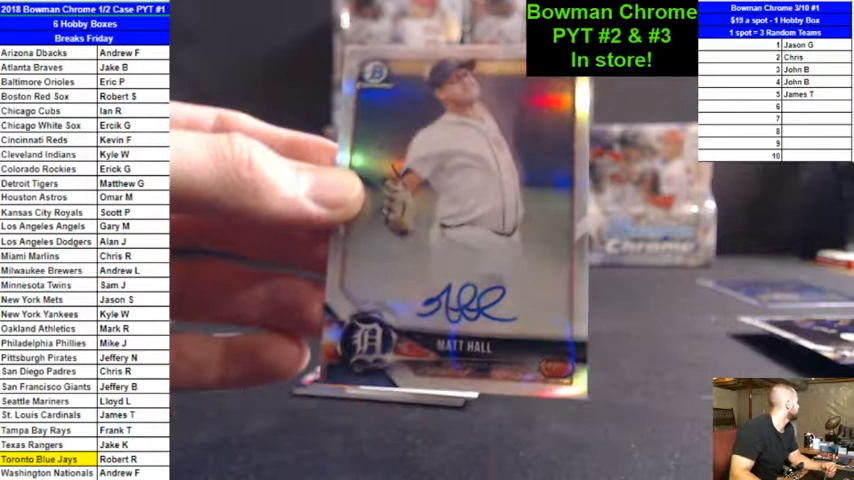 2018 Bowman Chrome 1/2 Case PYT #1
6 Hobby Boxes
Breaks Friday
Arizona Dbacks Andrew F
Atlanta Braves Jake B
Baltimore Orioles Eric P
Boston Red Sox Robert S
Chicago Cubs Ian R
Chicago White Sox Ercik G
Cincinnati Reds Kevin F
Cleveland Indians Kyle W
Colorado Rockies Erick G
Detroit Tigers Matthew G
Houston Astros Omar M
Kansas City Royals Scott P
Los Angeles Angels Gary M
Los Angeles Dodgers Alan J
Miami Marlins Chris R
Milwaukee Brewers Andrew L
Minnesota Twins Sam J
New York Mets Jason S
New York Yankees Kyle W
Oakland Athletics Mark R
Philadelphia Phillies Mike J
Pittsburgh Pirates Jeffery N
San Diego Padres Chris R
San Francisco Giants Jeffery B
Seattle Mariners Lloyd L
St. Louis Cardinals James T
Tampa Bay Rays Frank T
Texas Rangers Jake K
Toronto Blue Jays Robert R
Washington Nationals Andrew F
Bowman Chrome
PYT #2 & #3
In store!
Bowman Chrome 3/10 #1
$19 a spot - 1 Hobby Box
1 spot = 3 Random Teams
1 Jason G
2 Chris
3 John B
4 John B
5 James T
6
7
8
9
10
B
D
MATT HALL
Chrome